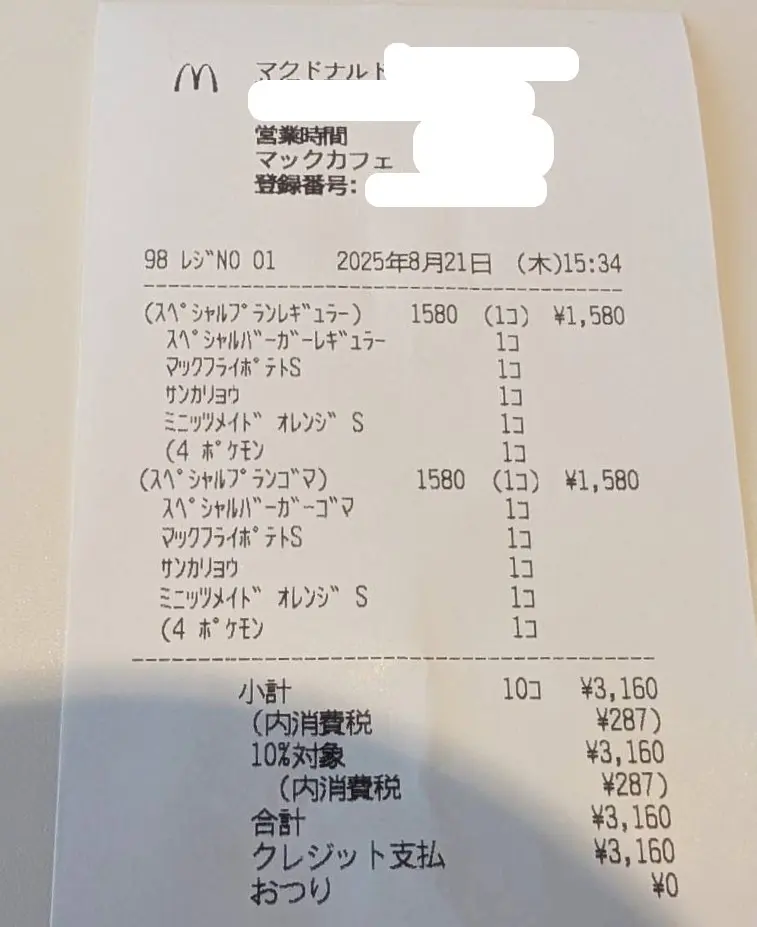 マクドナルド
営業時間
マックカフェ
登録番号:
98 レジNO 01 2025年8月21日 (木)15:34
(スペシャルプランレギュラー) 1580 (1コ) ¥1,580
スペシャルバーガーレギュラー 1コ
マックフライポテトS 1コ
サンカリョウ 1コ
ミニッツメイド オレンジ S 1コ
(4 ポケモン 1コ
(スペシャルプランゴマ) 1580 (1コ) ¥1,580
スペシャルバーガーゴマ 1コ
マックフライポテトS 1コ
サンカリョウ 1コ
ミニッツメイド オレンジ S 1コ
(4 ポケモン 1コ
小計 10コ ¥3,160
(内消費税 ¥287)
10%対象 ¥3,160
(内消費税 ¥287)
合計 ¥3,160
クレジット支払 ¥3,160
おつり ¥0